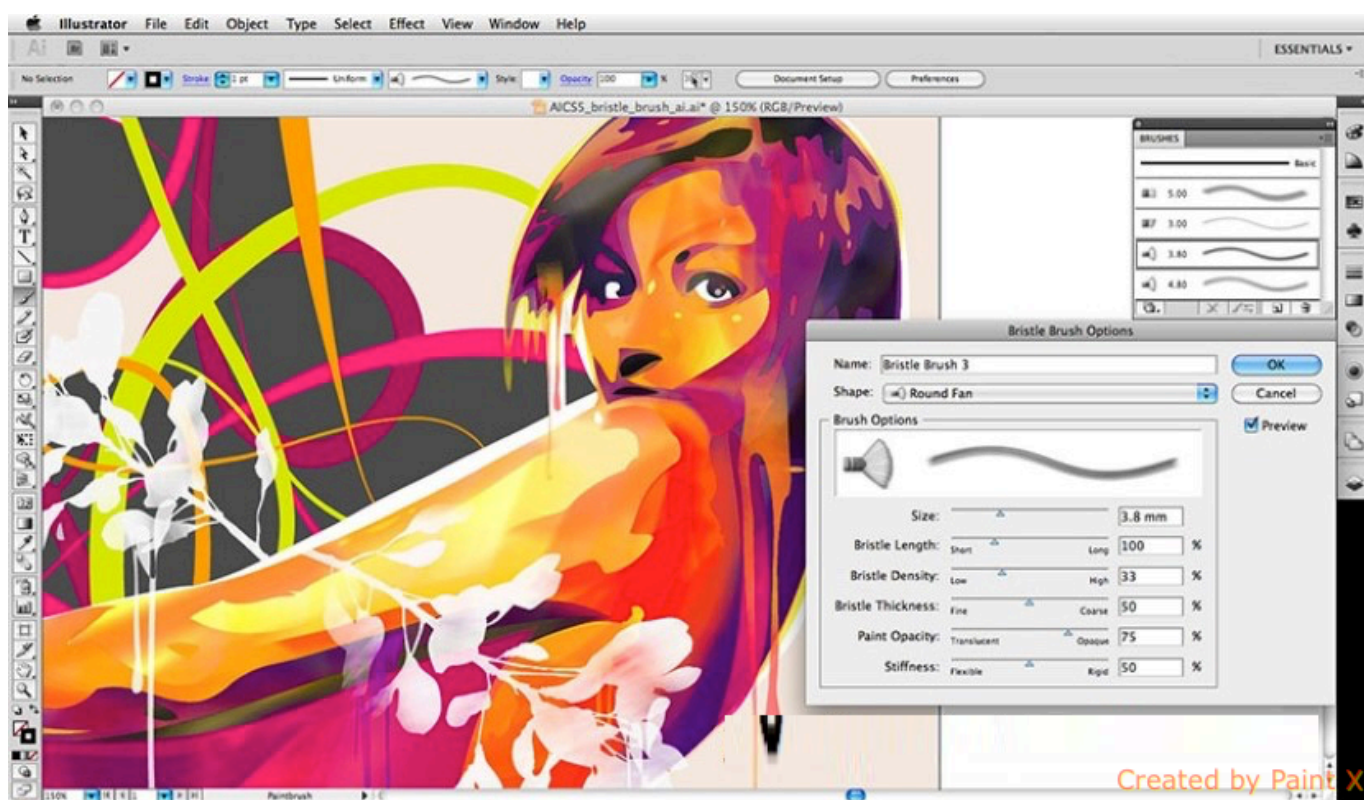 Illustrator File Edit Object Type Select Effect View Window Help
Ai Br ESSENTIALS
No Selection Stroke: 1 pt Uniform Style: Opacity: 100 % Document Setup Preferences
AICS5_bristle_brush_ai.ai* @ 150% (RGB/Preview)
BRUSHES
Basic
5.00
3.00
3.80
4.80
Bristle Brush Options
Name: Bristle Brush 3 OK
Shape: Round Fan Cancel
Brush Options Preview
Size: 3.8 mm
Bristle Length: Short Long 100 %
Bristle Density: Low High 33 %
Bristle Thickness: Fine Coarse 50 %
Paint Opacity: Translucent Opaque 75 %
Stiffness: Flexible Rigid 50 %
Created by Paint X
150% 1 Paintbrush